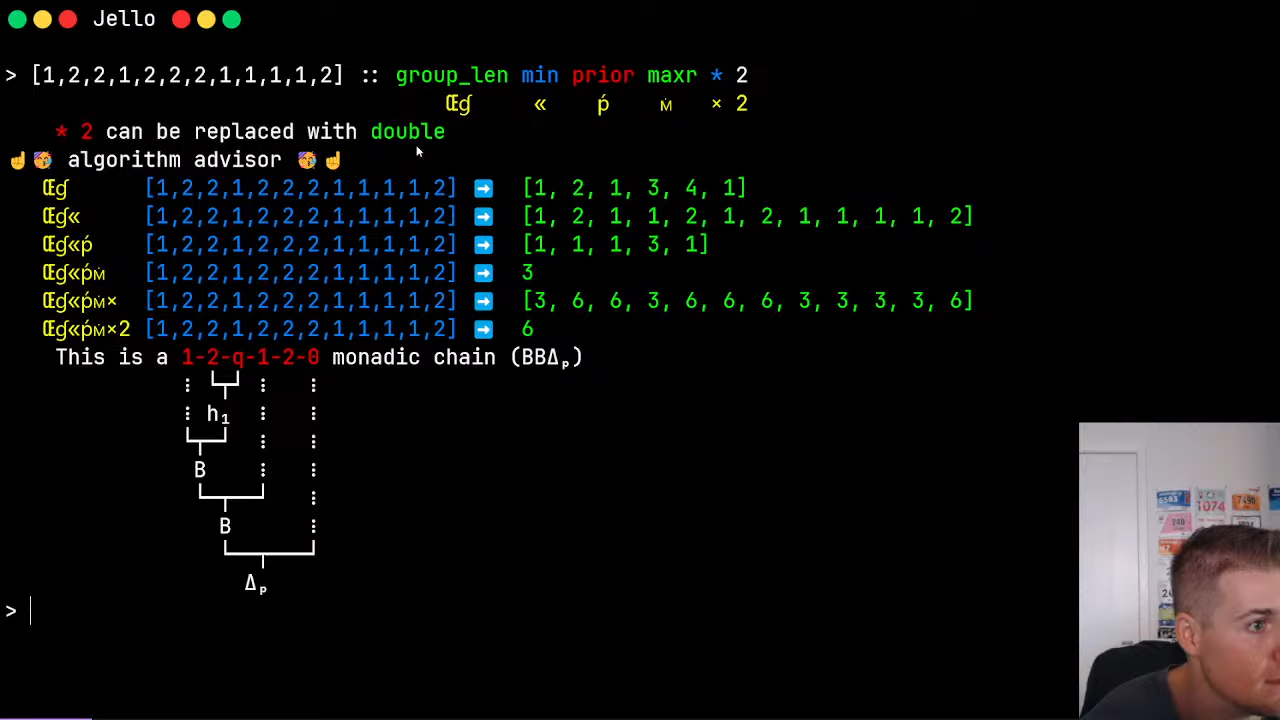 Jello
> [1,2,2,1,2,2,2,1,1,1,1,2] :: group_len min prior maxr * 2
Œɠ « ṕ ṁ × 2
* 2 can be replaced with double
☝️🥳 algorithm advisor 🥳☝️
Œɠ [1,2,2,1,2,2,2,1,1,1,1,2] ➡️ [1, 2, 1, 3, 4, 1]
Œɠ« [1,2,2,1,2,2,2,1,1,1,1,2] ➡️ [1, 2, 1, 1, 2, 1, 2, 1, 1, 1, 1, 2]
Œɠ«ṕ [1,2,2,1,2,2,2,1,1,1,1,2] ➡️ [1, 1, 1, 3, 1]
Œɠ«ṕṁ [1,2,2,1,2,2,2,1,1,1,1,2] ➡️ 3
Œɠ«ṕṁ× [1,2,2,1,2,2,2,1,1,1,1,2] ➡️ [3, 6, 6, 3, 6, 6, 6, 3, 3, 3, 3, 6]
Œɠ«ṕṁ×2 [1,2,2,1,2,2,2,1,1,1,1,2] ➡️ 6
This is a 1-2-q-1-2-0 monadic chain (BBΔₚ)
h₁
B
B
Δₚ
>
1074
7490